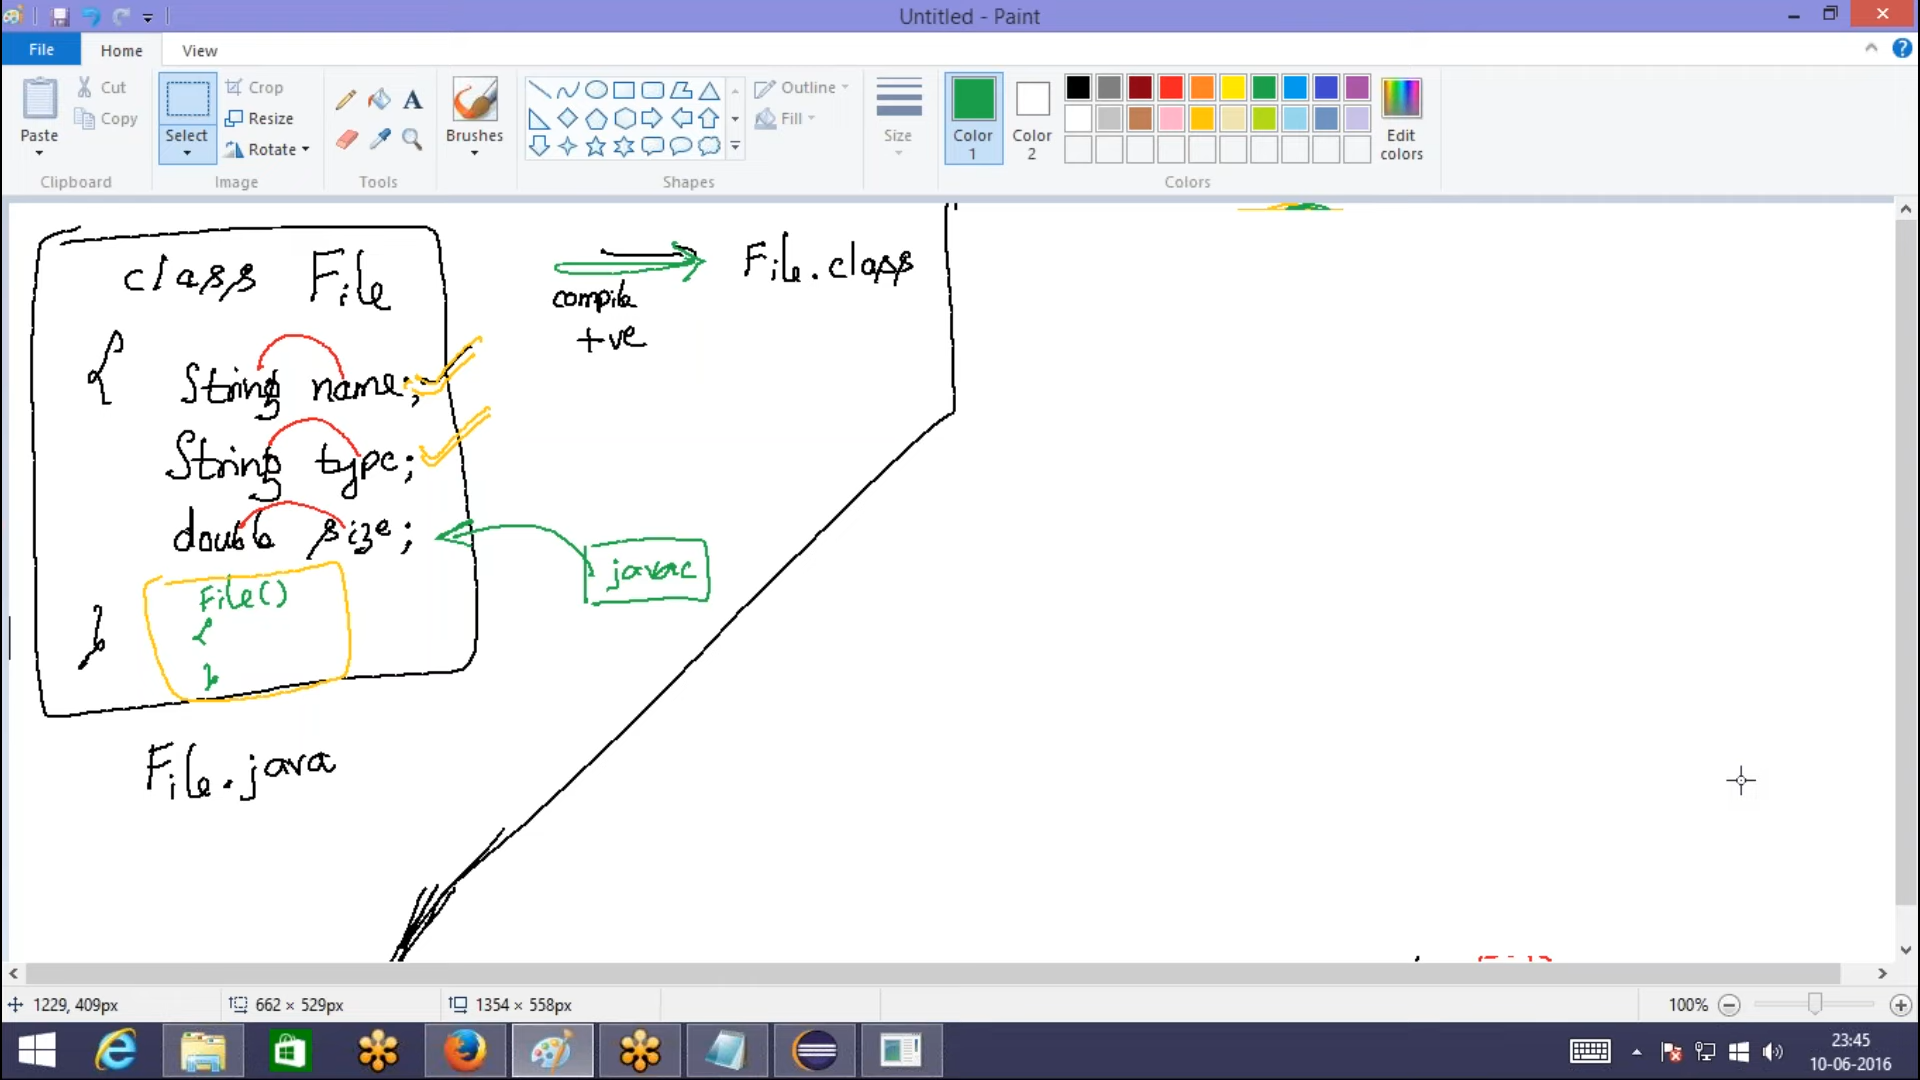 Untitled - Paint
File Home View
Paste
Cut
Copy
Clipboard
Select
Crop
Resize
Rotate
Image
A
Tools
Brushes
Outline
Fill
Shapes
Size
Color 1
Color 2
Edit colors
Colors
class File
{
String name;
String type;
double size;
File()
{
}
}
File.java
compile
+ve
File.class
javac
1229, 409px
662 × 529px
1354 × 558px
100%
23:45
10-06-2016